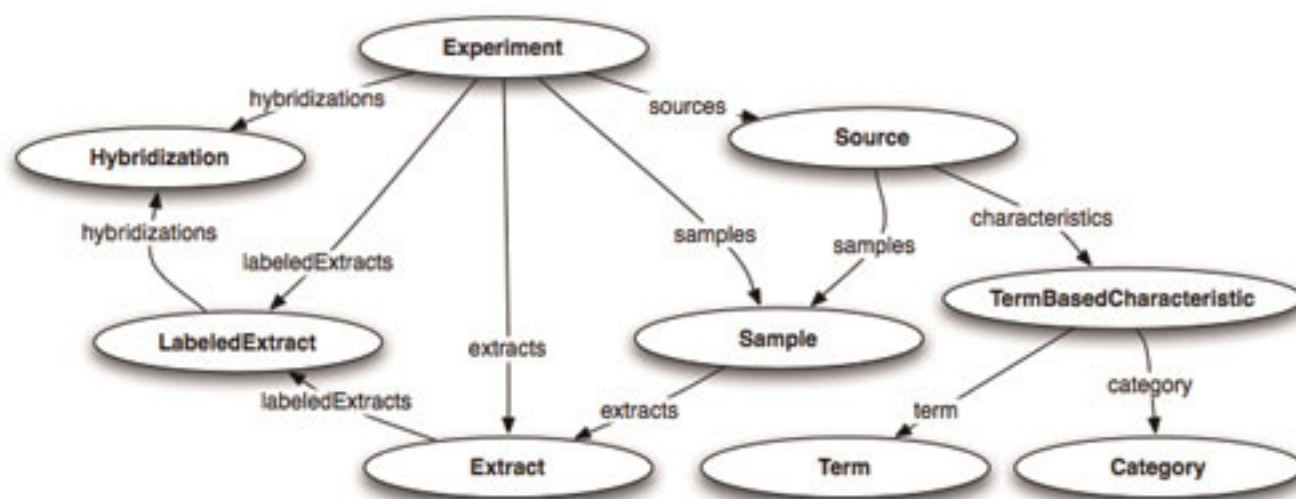 Experiment
hybridizations
sources
Source
Hybridization
characteristics
hybridizations
samples
samples
labeledExtracts
TermBasedCharacteristic
LabeledExtract
Sample
extracts
category
labeledExtracts
extracts
term
Extract
Term
Category